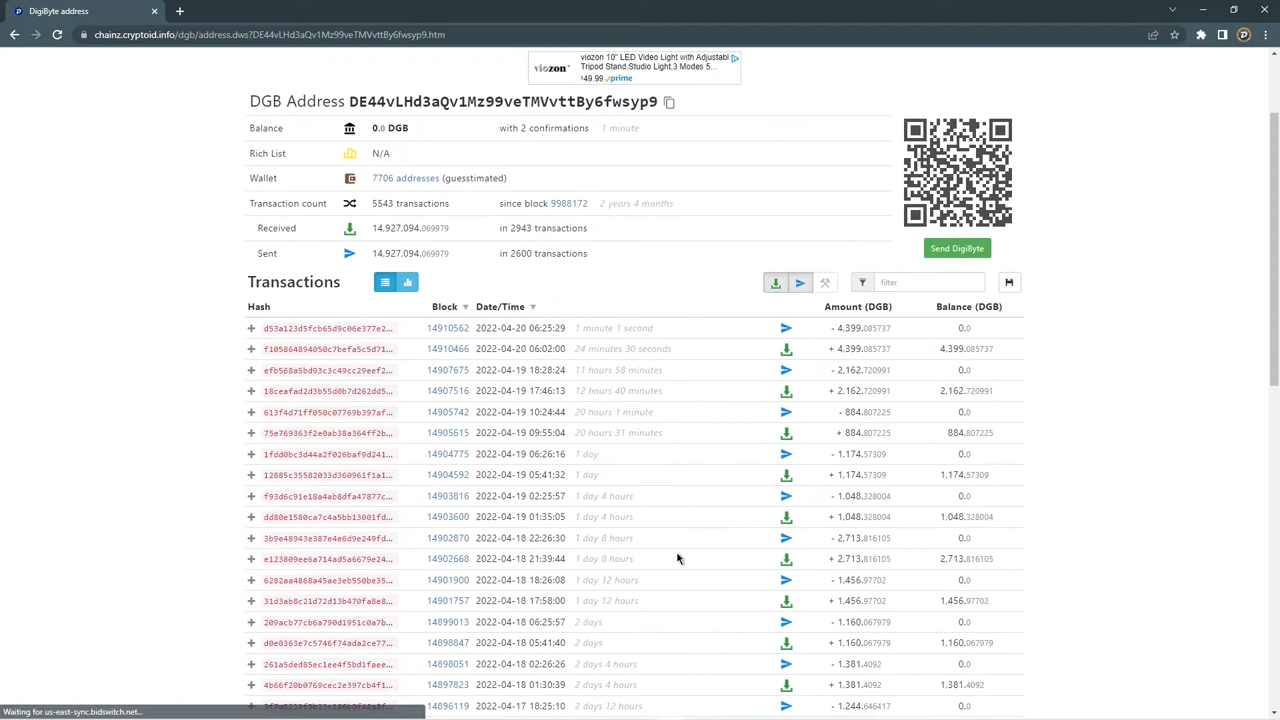 DigiByte address
chainz.cryptoid.info/dgb/address.dws?DE44vLHd3aQv1Mz99veTMVvttBy6fwsyp9.htm
viozon
viozon 10" LED Video Light with Adjustabl
Tripod Stand,Studio Light,3 Modes 5...
$49.99 prime
DGB Address DE44vLHd3aQv1Mz99veTMVvttBy6fwsyp9
Balance 0.0 DGB with 2 confirmations 1 minute
Rich List N/A
Wallet 7706 addresses (guesstimated)
Transaction count 5543 transactions since block 9988172 2 years 4 months
Received 14,927,094.069979 in 2943 transactions
Sent 14,927,094.069979 in 2600 transactions
Send DigiByte
Transactions filter
Hash Block Date/Time Amount (DGB) Balance (DGB)
d53a123d5fcb65d9c06e377e2... 14910562 2022-04-20 06:25:29 1 minute 1 second - 4,399.085737 0.0
f105864894050c7befa5c5d71... 14910466 2022-04-20 06:02:00 24 minutes 30 seconds + 4,399.085737 4,399.085737
efb568a5bd93c3c49cc29eef2... 14907675 2022-04-19 18:28:24 11 hours 58 minutes - 2,162.720991 0.0
18ceafad2d3b55d0b7d262dd5... 14907516 2022-04-19 17:46:13 12 hours 40 minutes + 2,162.720991 2,162.720991
613f4d71ff050c07769b397af... 14905742 2022-04-19 10:24:44 20 hours 1 minute - 884.807225 0.0
75e769363f2e0ab38a364ff2b... 14905615 2022-04-19 09:55:04 20 hours 31 minutes + 884.807225 884.807225
1fdd0bc3d44a2f026baf9d241... 14904775 2022-04-19 06:26:16 1 day - 1,174.57309 0.0
12885c35582033d360961f1a1... 14904592 2022-04-19 05:41:32 1 day + 1,174.57309 1,174.57309
f93d6c91e18a4ab8dfa47877c... 14903816 2022-04-19 02:25:57 1 day 4 hours - 1,048.328004 0.0
dd80e1580ca7c4a5bb13001fd... 14903600 2022-04-19 01:35:05 1 day 4 hours + 1,048.328004 1,048.328004
3b9e48943e387e4e6d9e249fd... 14902870 2022-04-18 22:26:30 1 day 8 hours - 2,713.816105 0.0
e123809ee6a714ad5a6679e24... 14902668 2022-04-18 21:39:44 1 day 8 hours + 2,713.816105 2,713.816105
6282aa4868a45ae3eb550be35... 14901900 2022-04-18 18:26:08 1 day 12 hours - 1,456.97702 0.0
31d3ab8c21d72d13b470fa8e8... 14901757 2022-04-18 17:58:00 1 day 12 hours + 1,456.97702 1,456.97702
209acb77cb6a790d1951c0a7b... 14899013 2022-04-18 06:25:57 2 days - 1,160.067979 0.0
d0e0363e7c5746f74ada2ce77... 14898847 2022-04-18 05:41:40 2 days + 1,160.067979 1,160.067979
261a5ded85ec1ee4f5bd1faee... 14898051 2022-04-18 02:26:26 2 days 4 hours - 1,381.4092 0.0
4b66f20b0769cec2e397cb4f1... 14897823 2022-04-18 01:30:39 2 days 4 hours + 1,381.4092 1,381.4092
14896119 2022-04-17 18:25:10 2 days 12 hours - 1,244.646417 0.0
Waiting for us-east-sync.bidswitch.net...